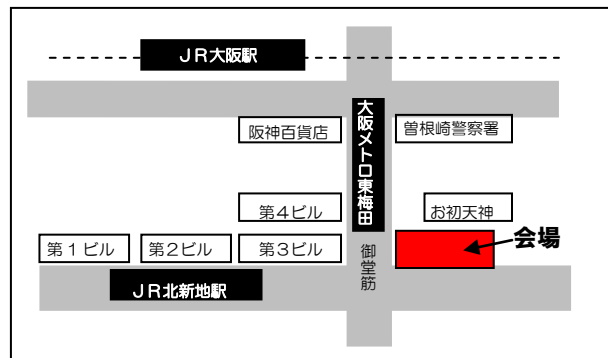 JR大阪駅
阪神百貨店
大阪メトロ東梅田
曽根崎警察署
第4ビル
お初天神
第1ビル
第2ビル
第3ビル
御堂筋
会場
JR北新地駅